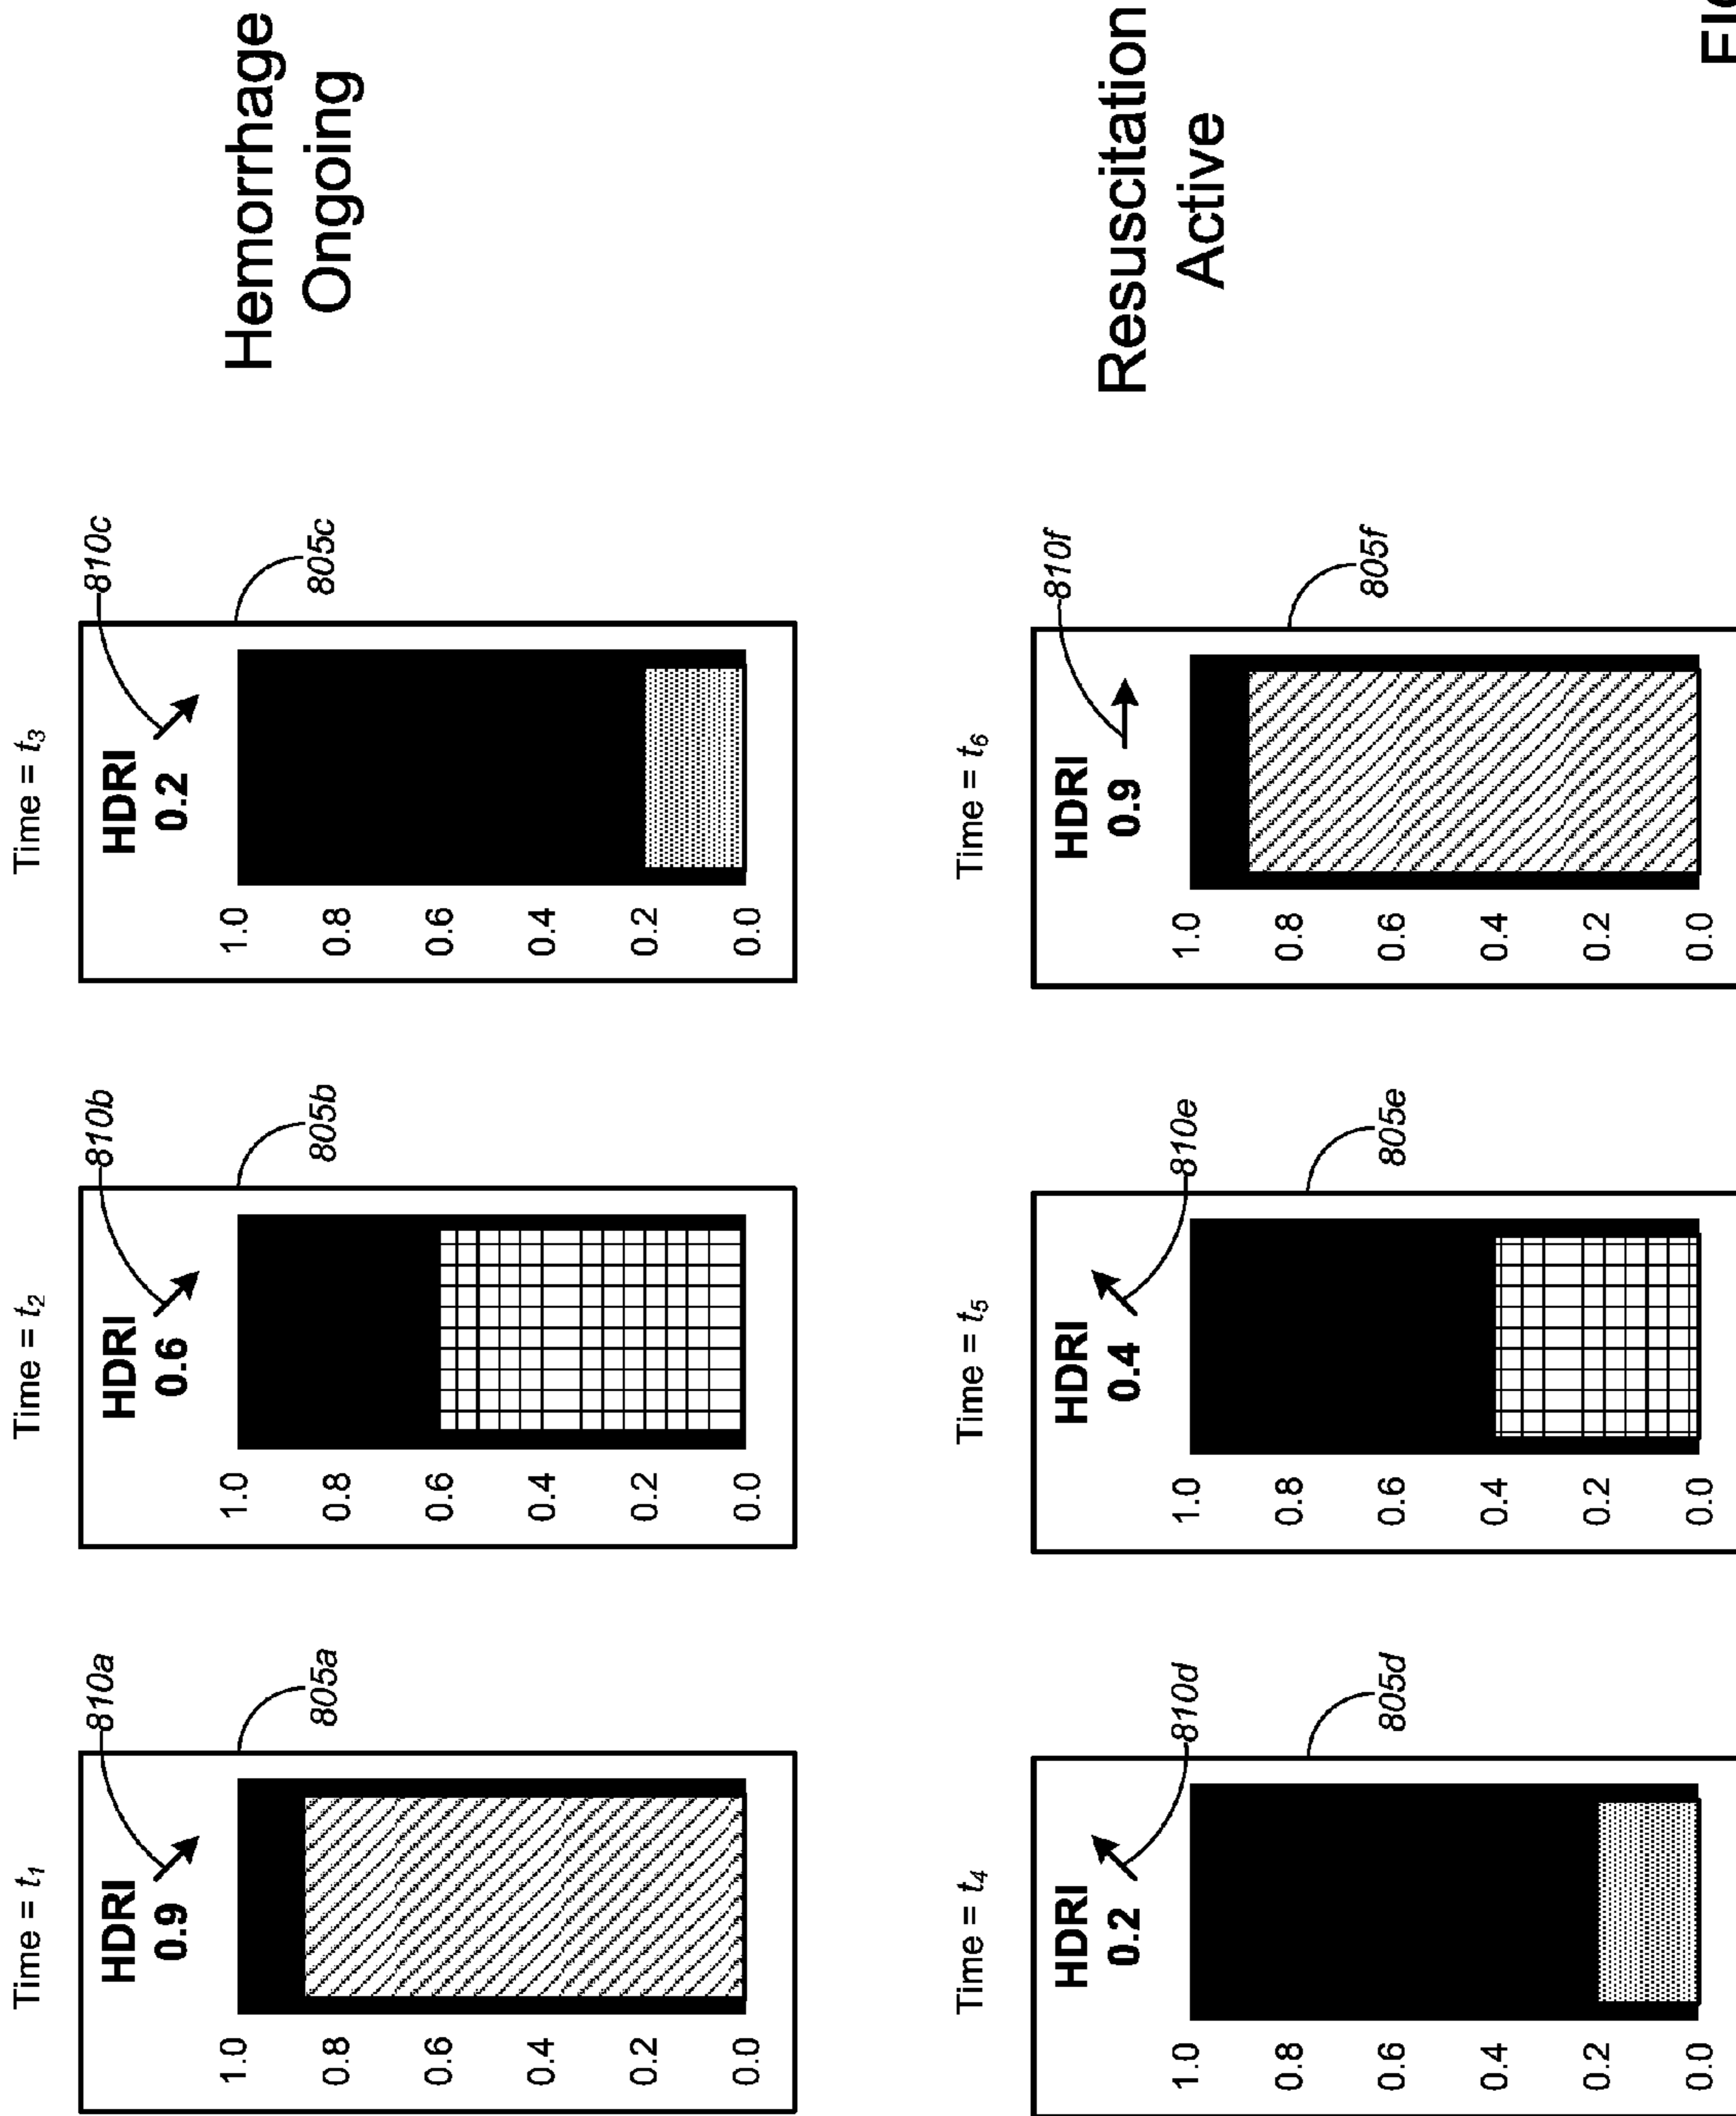 Time = t1
Time = t2
Time = t3
810a
810b
810c
HDRI
0.9
HDRI
0.6
HDRI
0.2
Hemorrhage
Ongoing
1.0
0.8
0.6
0.4
0.2
0.0
805a
1.0
0.8
0.6
0.4
0.2
0.0
805b
1.0
0.8
0.6
0.4
0.2
0.0
805c
Time = t4
Time = t5
Time = t6
810d
810e
810f
HDRI
0.2
HDRI
0.4
HDRI
0.9
Resuscitation
Active
1.0
0.8
0.6
0.4
0.2
0.0
805d
1.0
0.8
0.6
0.4
0.2
0.0
805e
1.0
0.8
0.6
0.4
0.2
0.0
805f